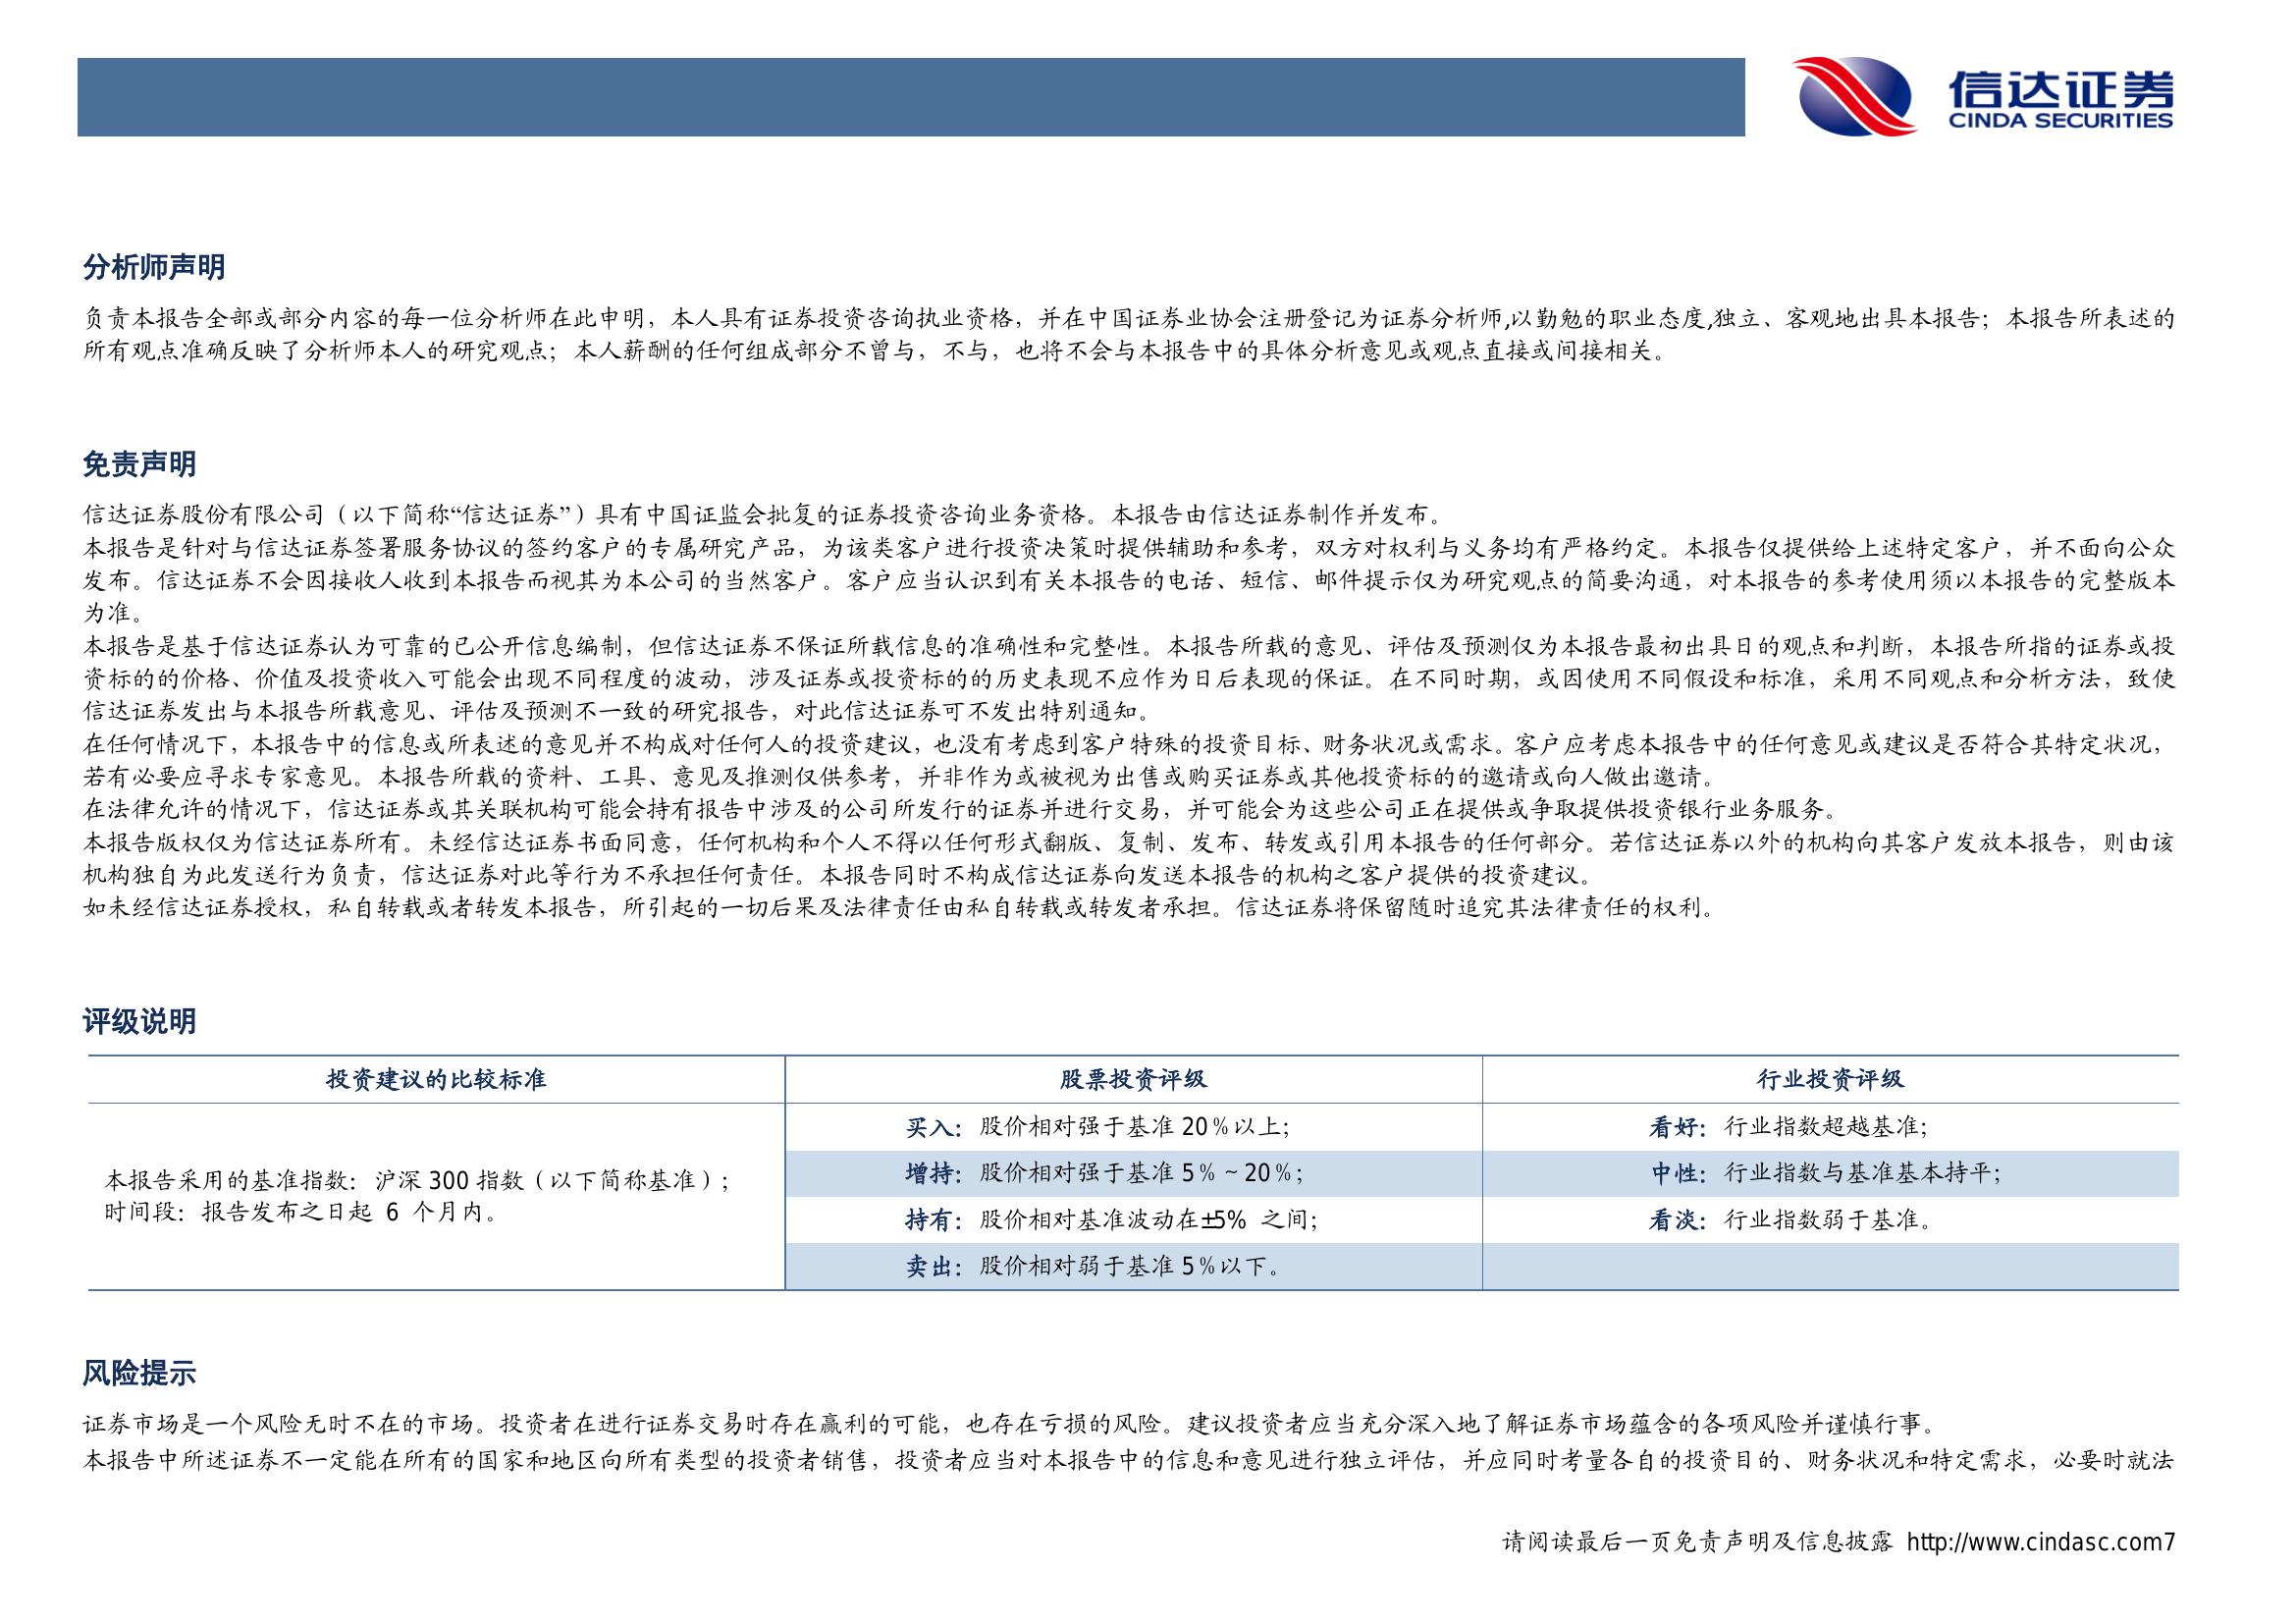 信达证券
CINDA SECURITIES
分析师声明
负责本报告全部或部分内容的每一位分析师在此申明，本人具有证券投资咨询执业资格，并在中国证券业协会注册登记为证券分析师,以勤勉的职业态度,独立、客观地出具本报告；本报告所表述的
所有观点准确反映了分析师本人的研究观点；本人薪酬的任何组成部分不曾与，不与，也将不会与本报告中的具体分析意见或观点直接或间接相关。
免责声明
信达证券股份有限公司（以下简称“信达证券”）具有中国证监会批复的证券投资咨询业务资格。本报告由信达证券制作并发布。
本报告是针对与信达证券签署服务协议的签约客户的专属研究产品，为该类客户进行投资决策时提供辅助和参考，双方对权利与义务均有严格约定。本报告仅提供给上述特定客户，并不面向公众
发布。信达证券不会因接收人收到本报告而视其为本公司的当然客户。客户应当认识到有关本报告的电话、短信、邮件提示仅为研究观点的简要沟通，对本报告的参考使用须以本报告的完整版本
为准。
本报告是基于信达证券认为可靠的已公开信息编制，但信达证券不保证所载信息的准确性和完整性。本报告所载的意见、评估及预测仅为本报告最初出具日的观点和判断，本报告所指的证券或投
资标的的价格、价值及投资收入可能会出现不同程度的波动，涉及证券或投资标的的历史表现不应作为日后表现的保证。在不同时期，或因使用不同假设和标准，采用不同观点和分析方法，致使
信达证券发出与本报告所载意见、评估及预测不一致的研究报告，对此信达证券可不发出特别通知。
在任何情况下，本报告中的信息或所表述的意见并不构成对任何人的投资建议，也没有考虑到客户特殊的投资目标、财务状况或需求。客户应考虑本报告中的任何意见或建议是否符合其特定状况，
若有必要应寻求专家意见。本报告所载的资料、工具、意见及推测仅供参考，并非作为或被视为出售或购买证券或其他投资标的的邀请或向人做出邀请。
在法律允许的情况下，信达证券或其关联机构可能会持有报告中涉及的公司所发行的证券并进行交易，并可能会为这些公司正在提供或争取提供投资银行业务服务。
本报告版权仅为信达证券所有。未经信达证券书面同意，任何机构和个人不得以任何形式翻版、复制、发布、转发或引用本报告的任何部分。若信达证券以外的机构向其客户发放本报告，则由该
机构独自为此发送行为负责，信达证券对此等行为不承担任何责任。本报告同时不构成信达证券向发送本报告的机构之客户提供的投资建议。
如未经信达证券授权，私自转载或者转发本报告，所引起的一切后果及法律责任由私自转载或转发者承担。信达证券将保留随时追究其法律责任的权利。
评级说明
投资建议的比较标准 股票投资评级 行业投资评级
本报告采用的基准指数：沪深 300 指数（以下简称基准）；
时间段：报告发布之日起 6 个月内。
买入：股价相对强于基准 20％以上； 看好：行业指数超越基准；
增持：股价相对强于基准 5％～20％； 中性：行业指数与基准基本持平；
持有：股价相对基准波动在±5% 之间； 看淡：行业指数弱于基准。
卖出：股价相对弱于基准 5％以下。
风险提示
证券市场是一个风险无时不在的市场。投资者在进行证券交易时存在赢利的可能，也存在亏损的风险。建议投资者应当充分深入地了解证券市场蕴含的各项风险并谨慎行事。
本报告中所述证券不一定能在所有的国家和地区向所有类型的投资者销售，投资者应当对本报告中的信息和意见进行独立评估，并应同时考量各自的投资目的、财务状况和特定需求，必要时就法
请阅读最后一页免责声明及信息披露 http://www.cindasc.com7